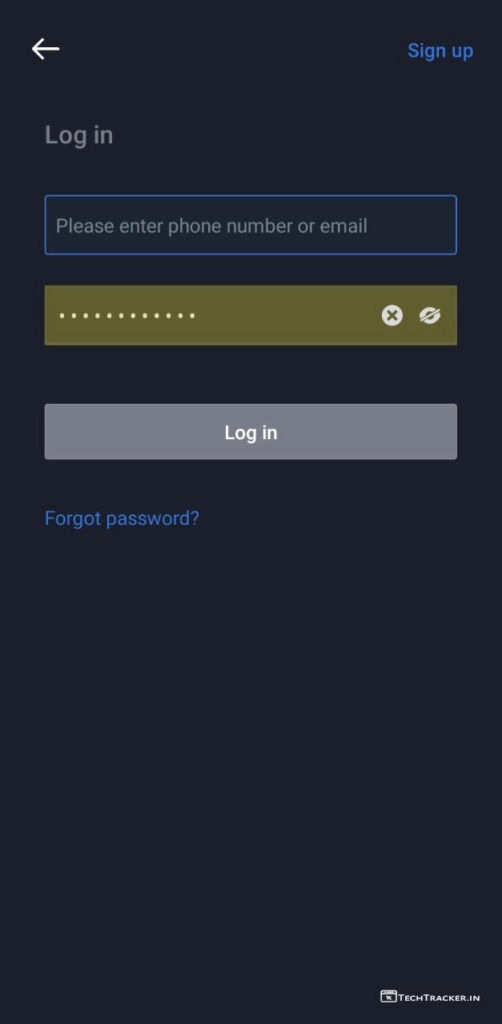 Sign up
Log in
Please enter phone number or email
••••••••••••
Log in
Forgot password?
TECHTRACKER.IN